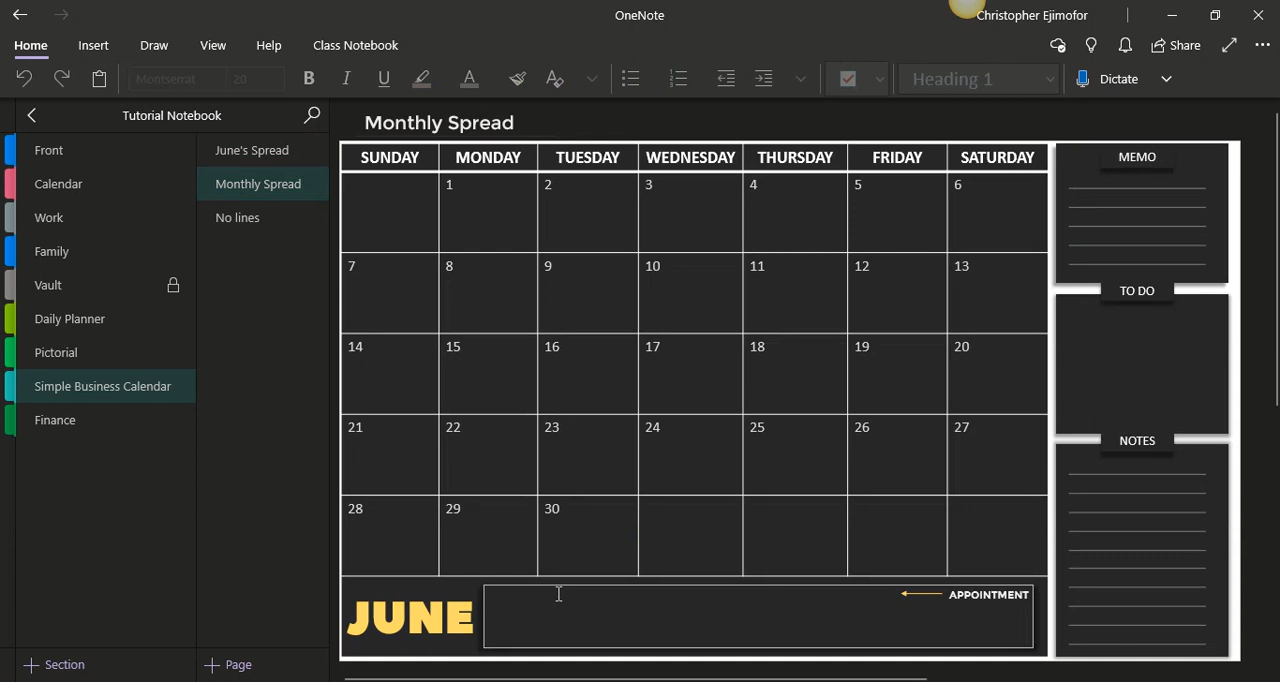 OneNote
Christopher Ejimofor
Home Insert Draw View Help Class Notebook
Share
Montserrat 20 B I U A Heading 1 Dictate
Tutorial Notebook
Front
Calendar
Work
Family
Vault
Daily Planner
Pictorial
Simple Business Calendar
Finance
June's Spread
Monthly Spread
No lines
Monthly Spread
SUNDAY MONDAY TUESDAY WEDNESDAY THURSDAY FRIDAY SATURDAY
1 2 3 4 5 6
7 8 9 10 11 12 13
14 15 16 17 18 19 20
21 22 23 24 25 26 27
28 29 30
JUNE
APPOINTMENT
MEMO
TO DO
NOTES
Section
Page